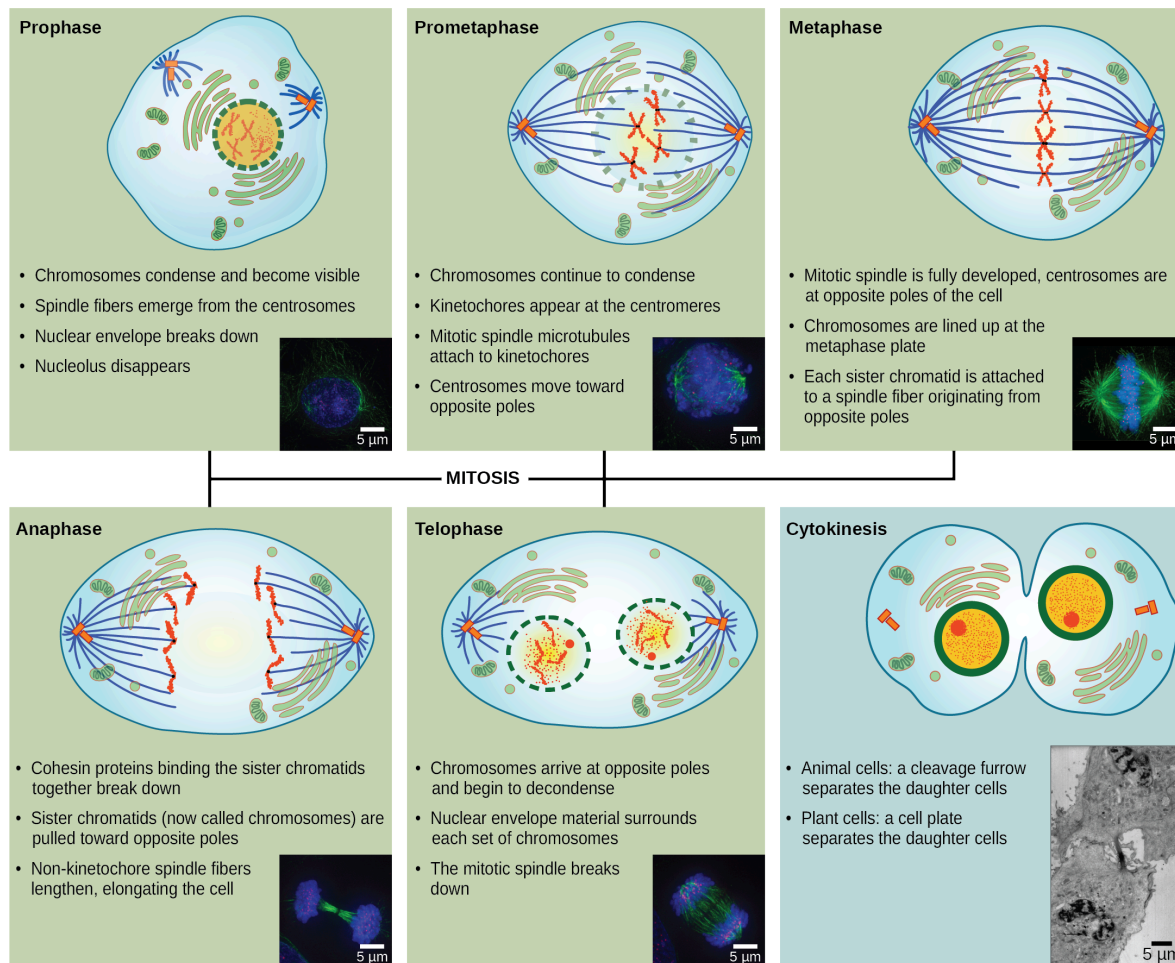 Prophase
• Chromosomes condense and become visible
• Spindle fibers emerge from the centrosomes
• Nuclear envelope breaks down
• Nucleolus disappears
5 µm
Prometaphase
• Chromosomes continue to condense
• Kinetochores appear at the centromeres
• Mitotic spindle microtubules
attach to kinetochores
• Centrosomes move toward
opposite poles
5 µm
Metaphase
• Mitotic spindle is fully developed, centrosomes are
at opposite poles of the cell
• Chromosomes are lined up at the
metaphase plate
• Each sister chromatid is attached
to a spindle fiber originating from
opposite poles
5 µm
MITOSIS
Anaphase
• Cohesin proteins binding the sister chromatids
together break down
• Sister chromatids (now called chromosomes) are
pulled toward opposite poles
• Non-kinetochore spindle fibers
lengthen, elongating the cell
5 µm
Telophase
• Chromosomes arrive at opposite poles
and begin to decondense
• Nuclear envelope material surrounds
each set of chromosomes
• The mitotic spindle breaks
down
5 µm
Cytokinesis
• Animal cells: a cleavage furrow
separates the daughter cells
• Plant cells: a cell plate
separates the daughter cells
5 µm